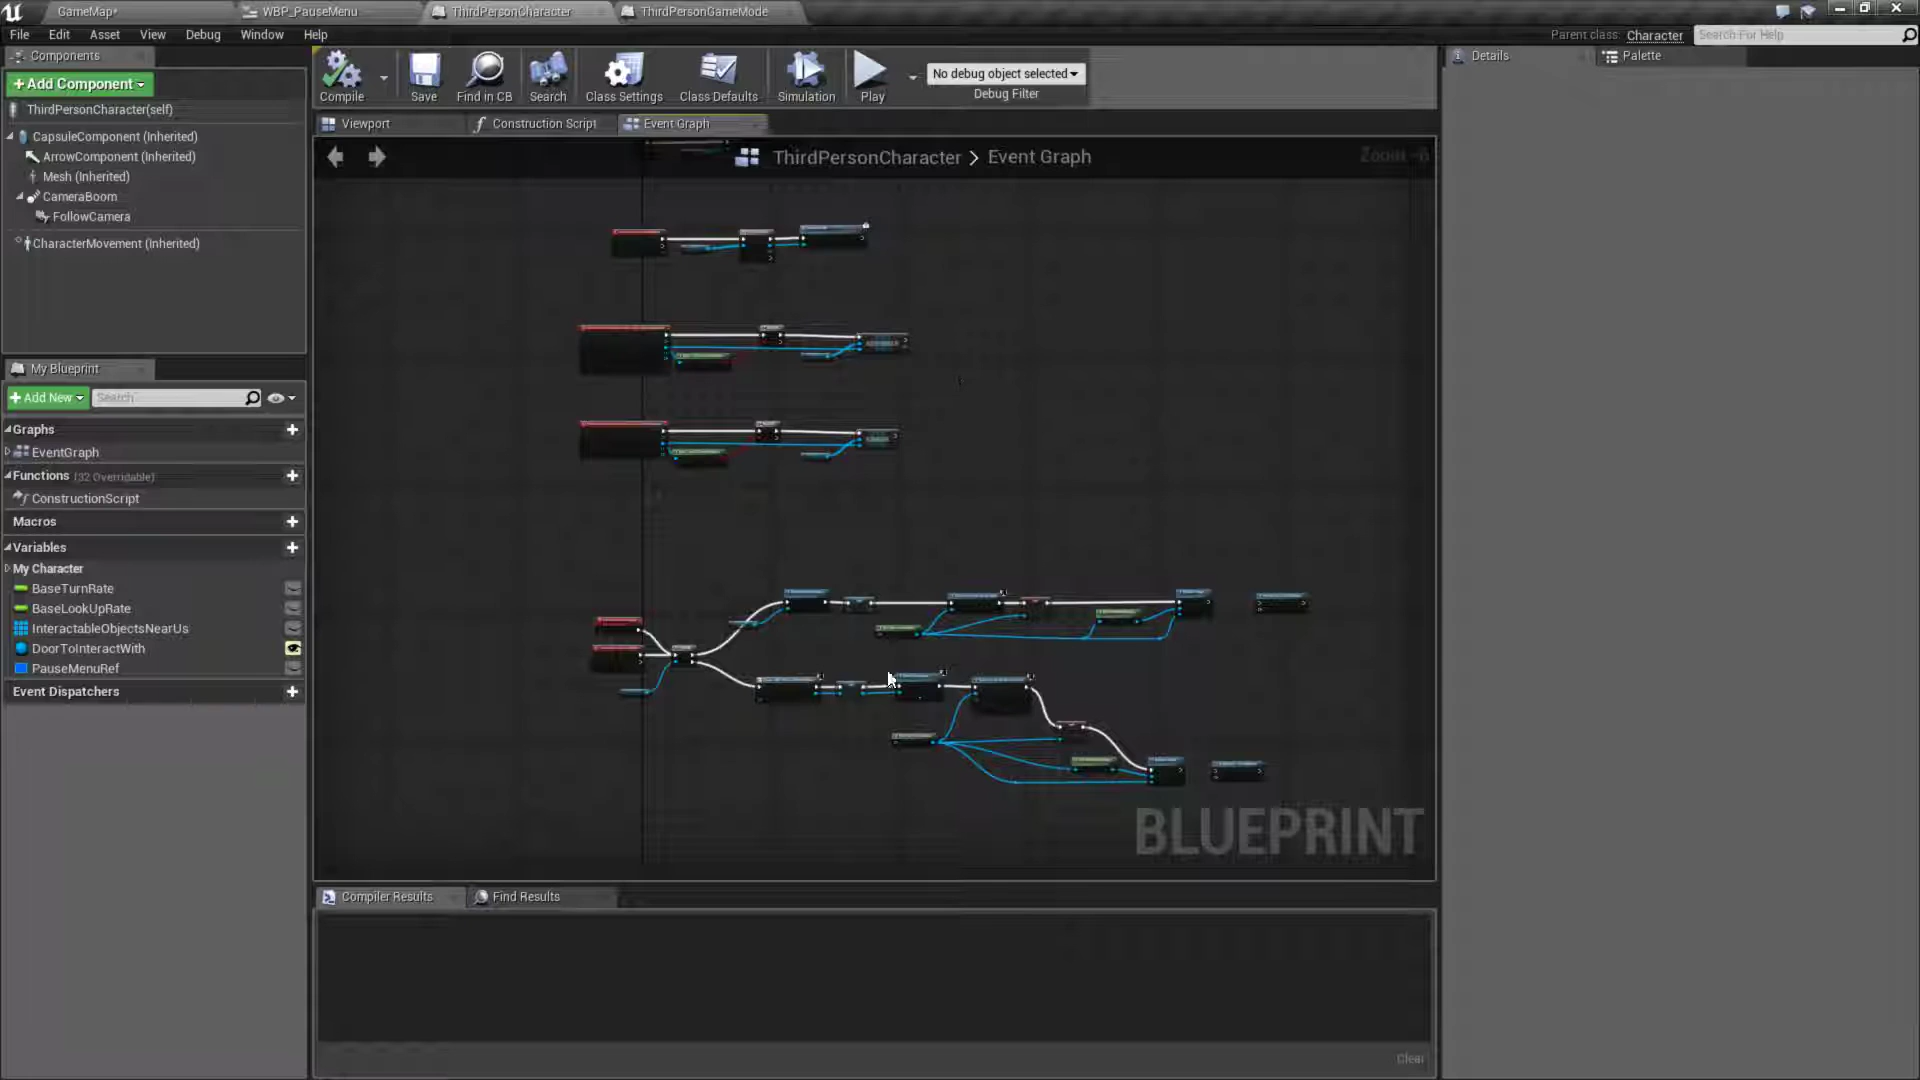 GameMap*
WBP_PauseMenu
ThirdPersonCharacter
ThirdPersonGameMode
File Edit Asset View Debug Window Help
Parent class: Character
Search For Help
Components
+Add Component
ThirdPersonCharacter(self)
CapsuleComponent (Inherited)
ArrowComponent (Inherited)
Mesh (Inherited)
CameraBoom
FollowCamera
CharacterMovement (Inherited)
My Blueprint
+Add New
Search
Graphs
EventGraph
Functions (32 Overridable)
ConstructionScript
Macros
Variables
My Character
BaseTurnRate
BaseLookUpRate
InteractableObjectsNearUs
DoorToInteractWith
PauseMenuRef
Event Dispatchers
Compile
Save
Find in CB
Search
Class Settings
Class Defaults
Simulation
Play
No debug object selected
Debug Filter
Viewport
Construction Script
Event Graph
ThirdPersonCharacter > Event Graph
Zoom -6
BLUEPRINT
Compiler Results
Find Results
Clear
Details
Palette